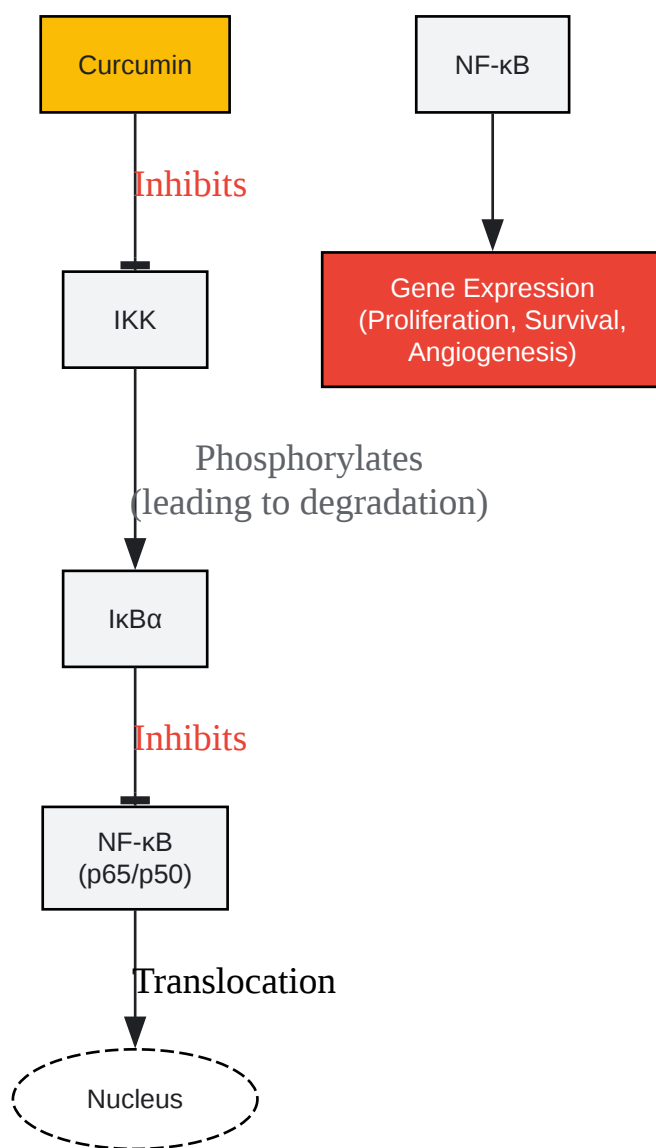 Curcumin
NF-κB
Inhibits
Gene Expression
(Proliferation, Survival,
Angiogenesis)
IKK
Phosphorylates
(leading to degradation)
IκBα
Inhibits
NF-κB
(p65/p50)
Translocation
Nucleus